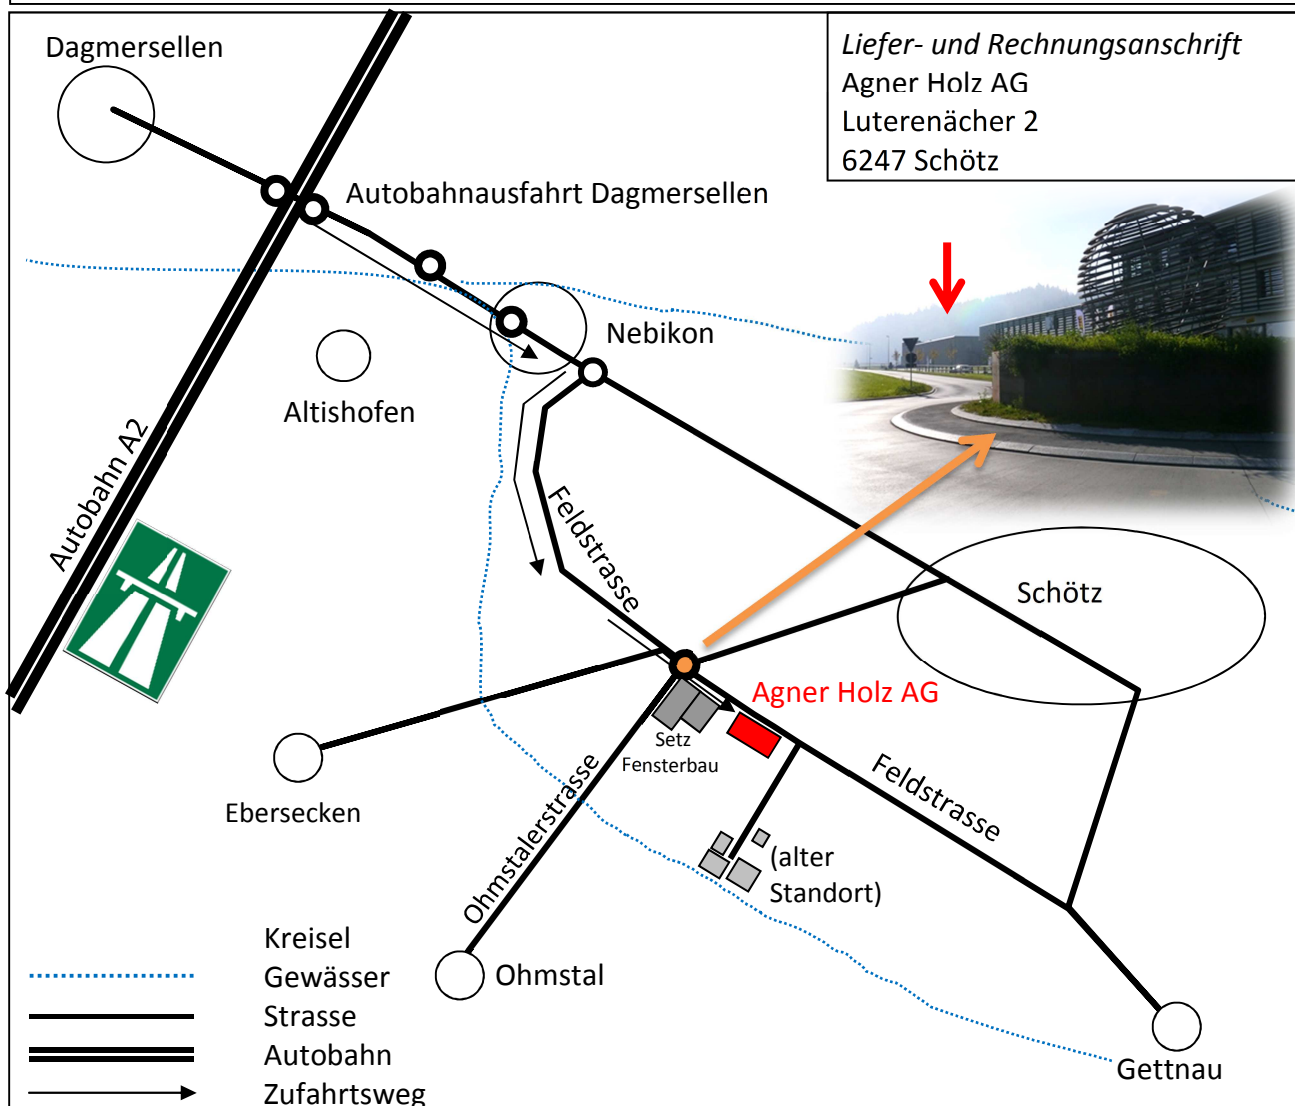 Dagmersellen
Liefer- und Rechnungsanschrift
Agner Holz AG
Luterenächer 2
6247 Schötz
Autobahnausfahrt Dagmersellen
Nebikon
Altishofen
Autobahn A2
Feldstrasse
Schötz
Agner Holz AG
Setz
Fensterbau
Feldstrasse
Ebersecken
Ohmstalerstrasse
(alter
Standort)
Ohmstal
Gettnau
Kreisel
Gewässer
Strasse
Autobahn
Zufahrtsweg